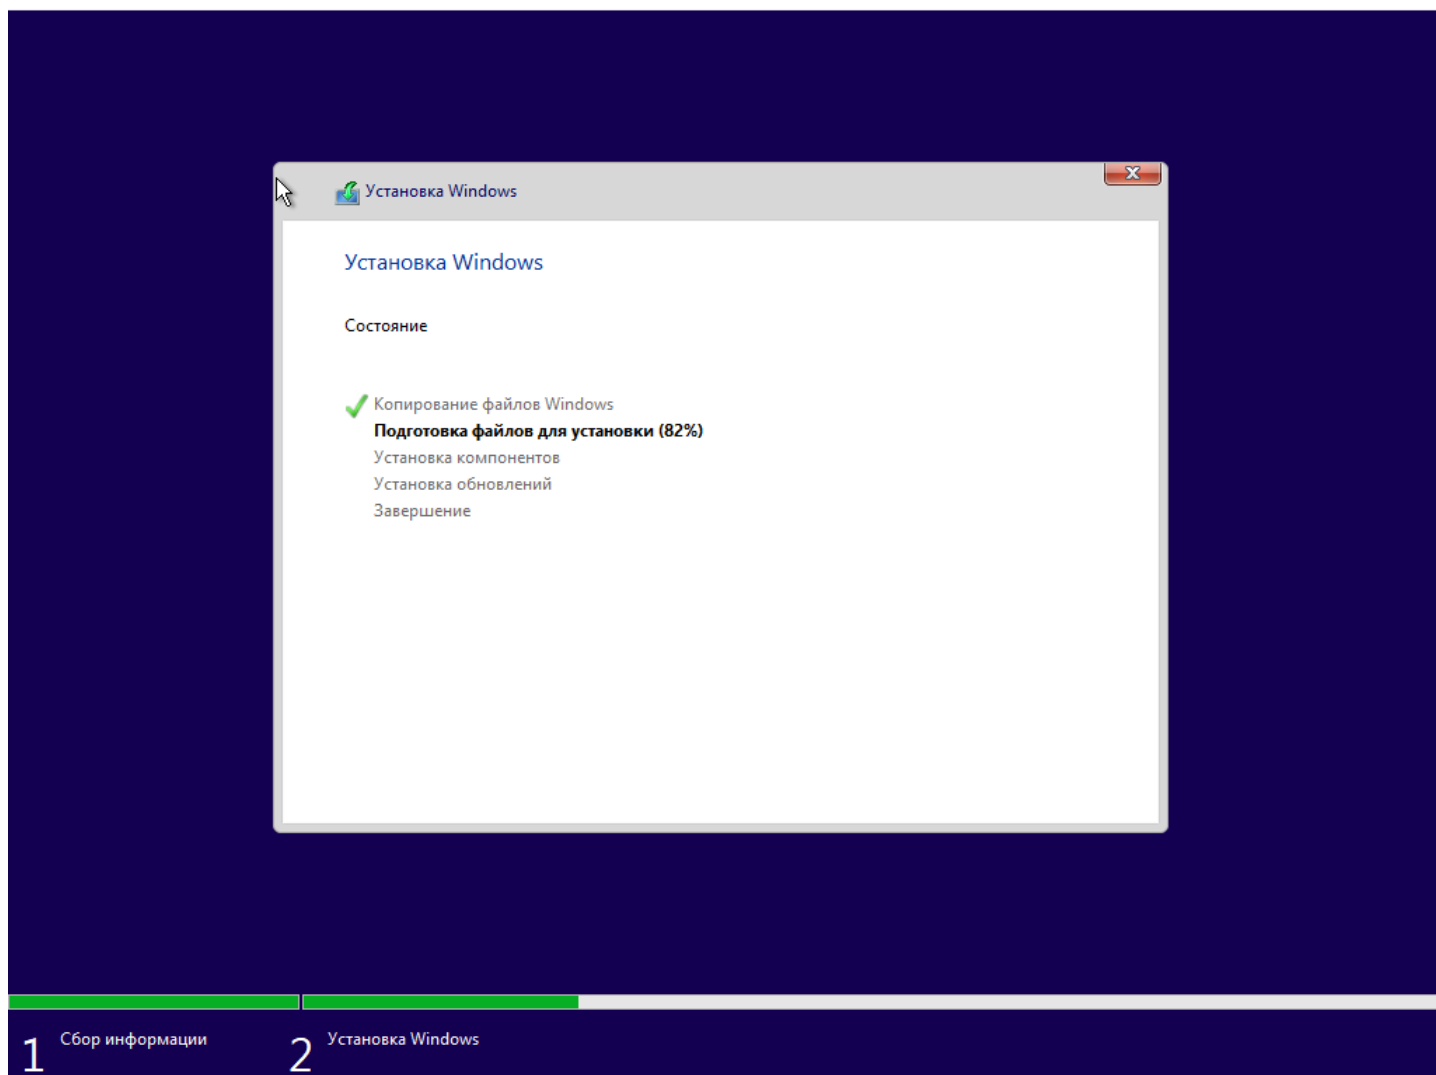 Установка Windows
Установка Windows
Состояние
Копирование файлов Windows
Подготовка файлов для установки (82%)
Установка компонентов
Установка обновлений
Завершение
1 Сбор информации
2 Установка Windows